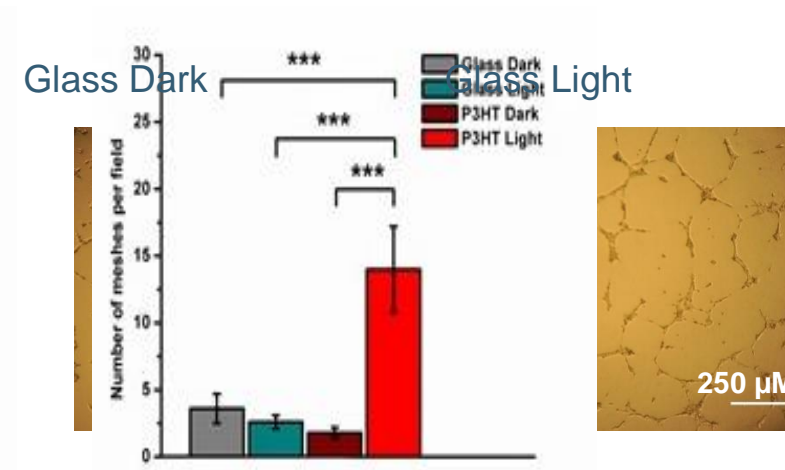 30
***
Glass Dark
Glass Light
Glass Dark
Glass Light
25
P3HT Dark
***
P3HT Light
***
20
15
10
5
0
Number of meshes per field
250 µM